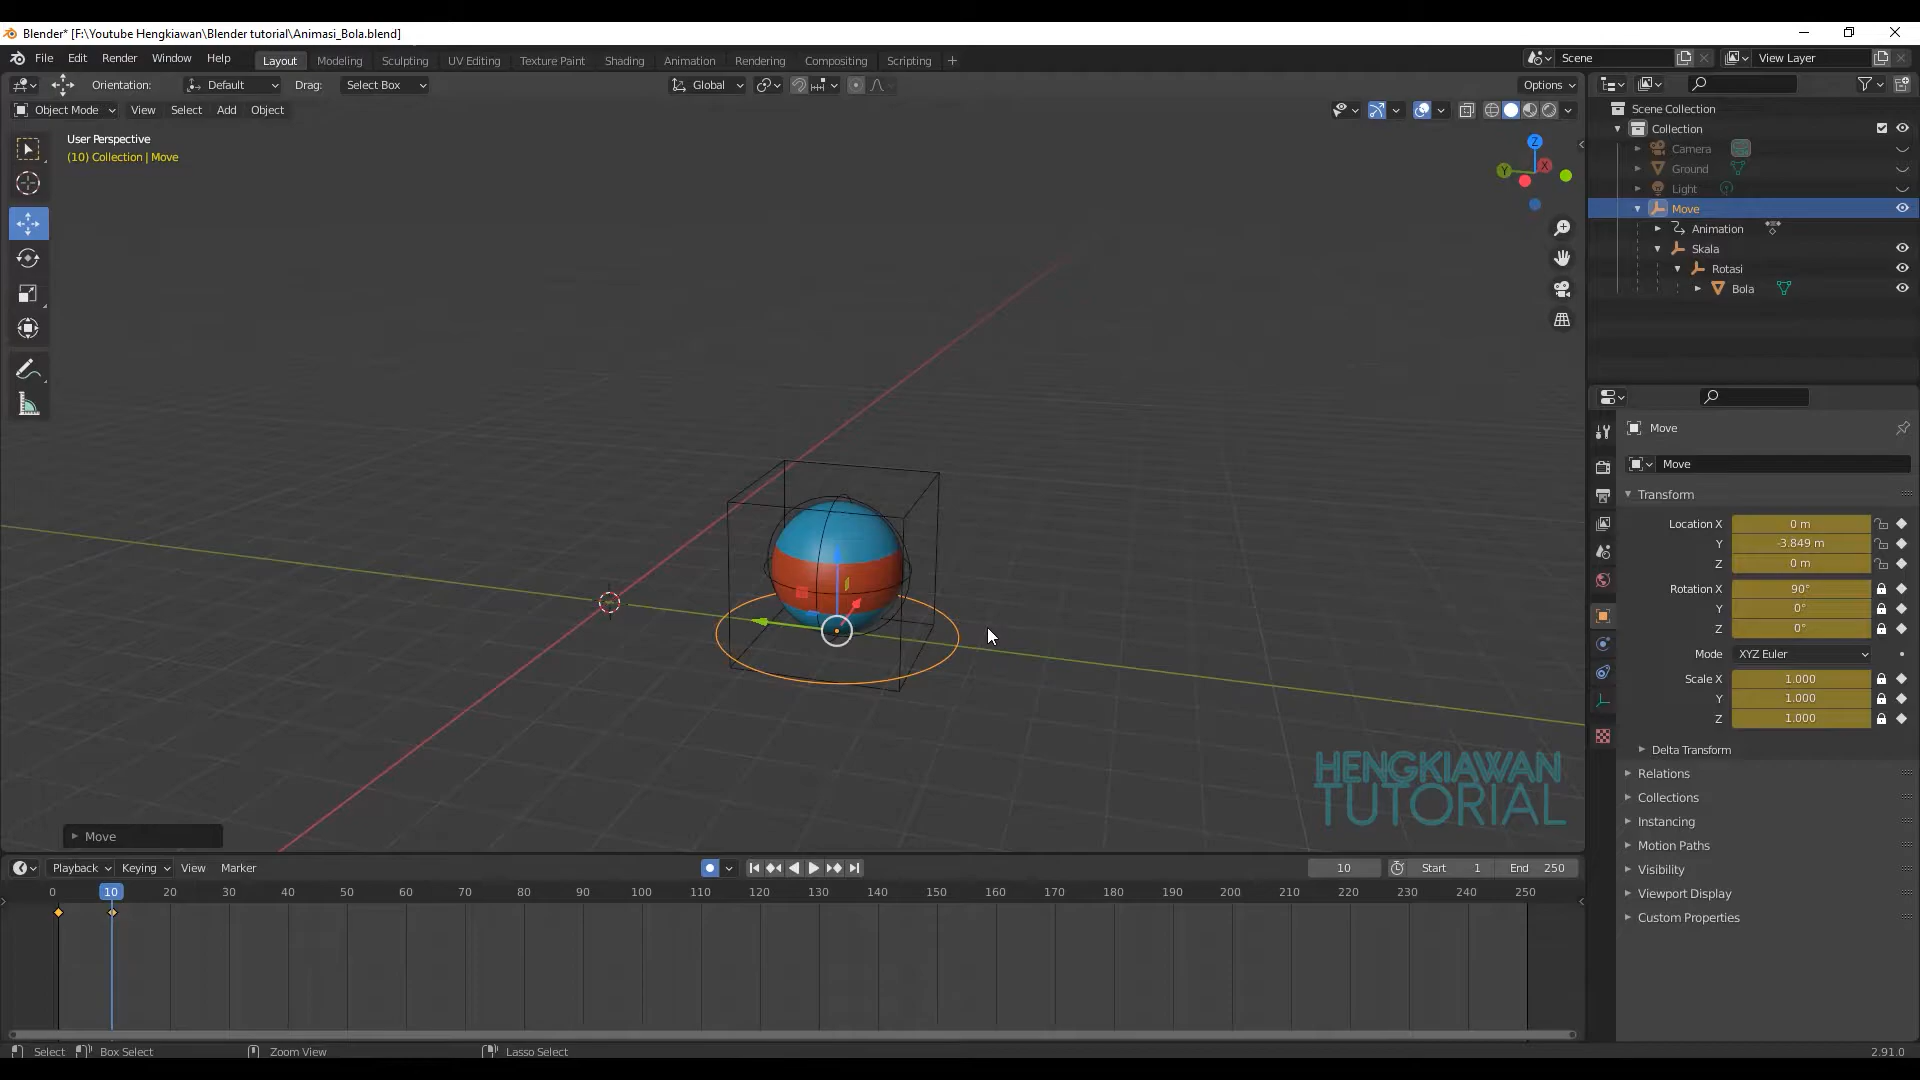 Blender* [F:\Youtube Hengkiawan\Blender tutorial\Animasi_Bola.blend]
File Edit Render Window Help
Layout Modeling Sculpting UV Editing Texture Paint Shading Animation Rendering Compositing Scripting +
Scene View Layer
Orientation: Default Drag: Select Box Global Options
Object Mode View Select Add Object
User Perspective
(10) Collection | Move
Z
Y
X
Scene Collection
Collection
Camera
Ground
Light
Move
Animation
Skala
Rotasi
Bola
Move
Move
Transform
Location X 0 m
Y -3.849 m
Z 0 m
Rotation X 90°
Y 0°
Z 0°
Mode XYZ Euler
Scale X 1.000
Y 1.000
Z 1.000
Delta Transform
Relations
Collections
Instancing
Motion Paths
Visibility
Viewport Display
Custom Properties
HENGKIAWAN
TUTORIAL
Move
Playback Keying View Marker 10 Start 1 End 250
0 10 20 30 40 50 60 70 80 90 100 110 120 130 140 150 160 170 180 190 200 210 220 230 240 250
Select Box Select Zoom View Lasso Select 2.91.0